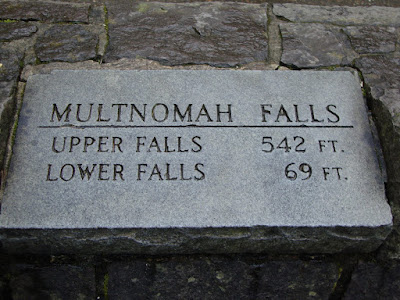 MULTNOMAH FALLS
UPPER FALLS 542 FT.
LOWER FALLS 69 FT.